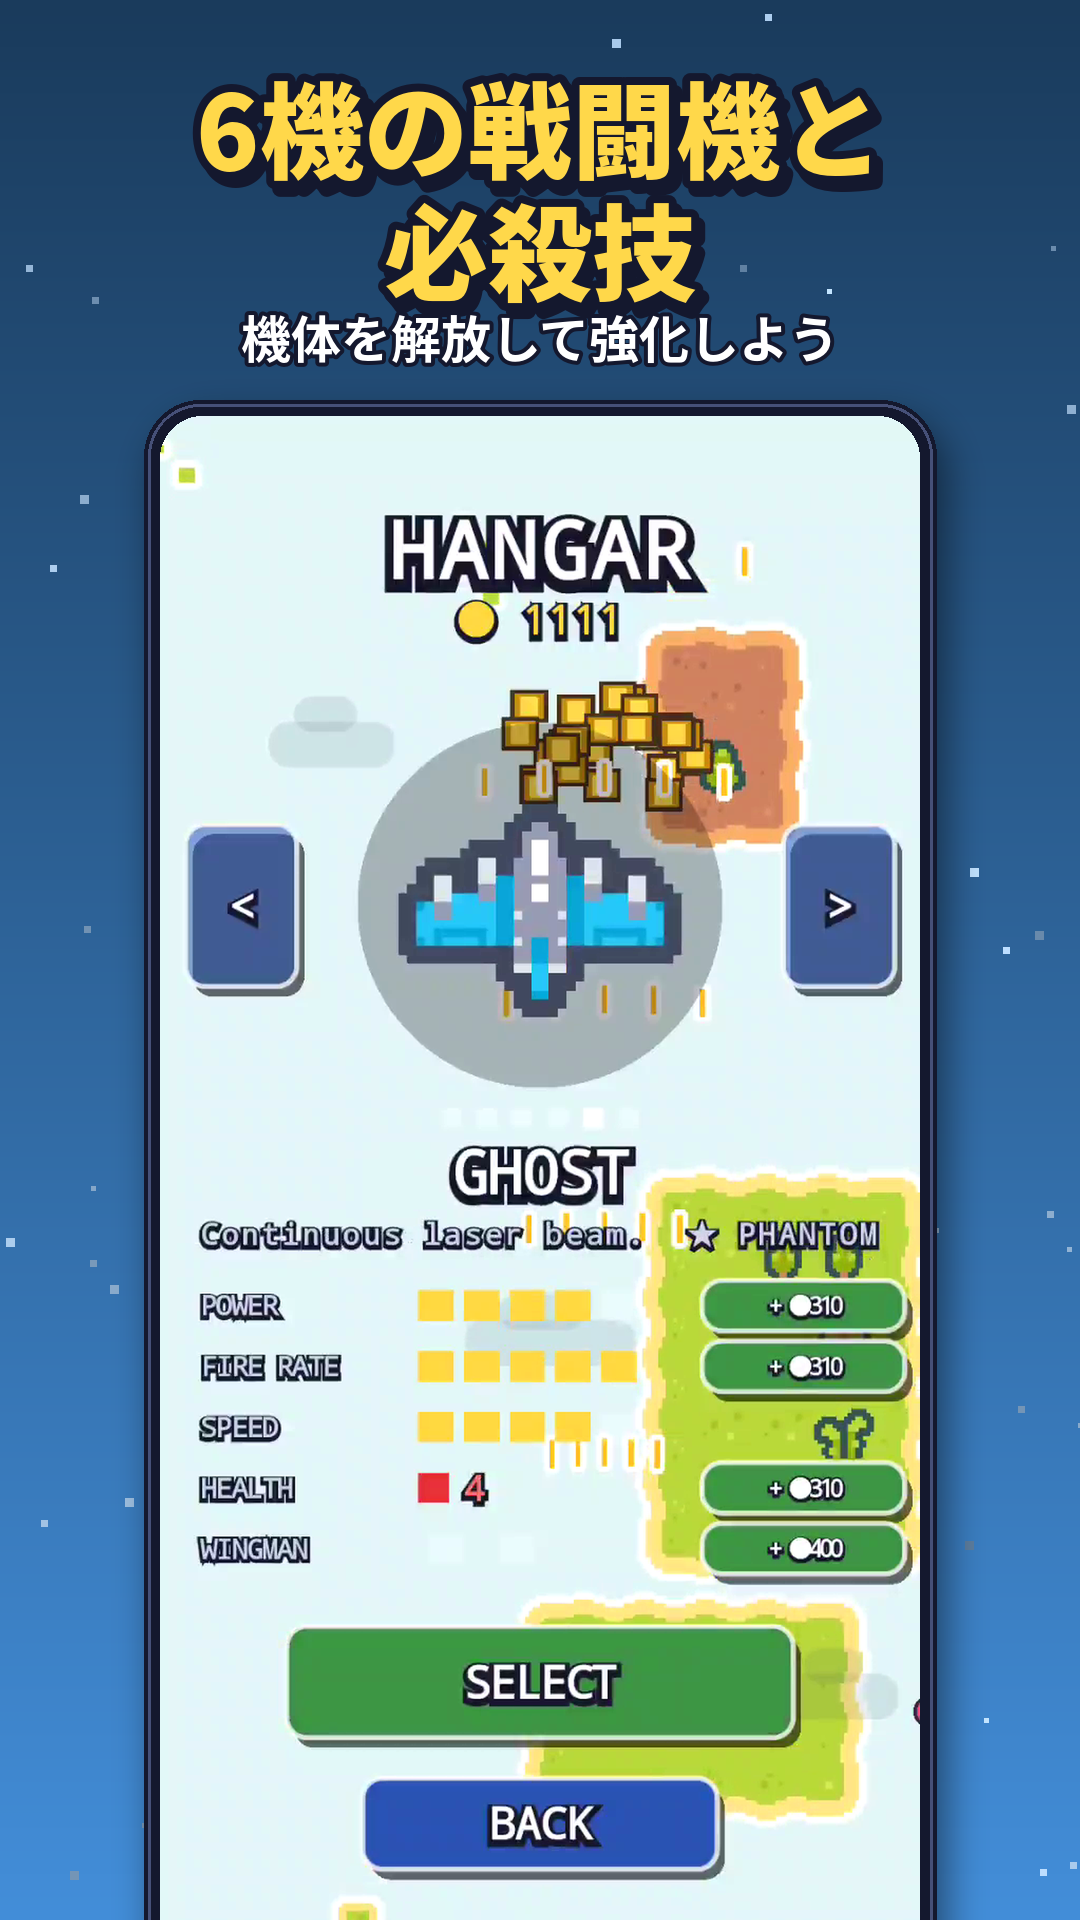 6機の戦闘機と
必殺技
機体を解放して強化しよう
HANGAR
1111
<
>
GHOST
Continuous laser beam. ★ PHANTOM
POWER +310
FIRE RATE +310
SPEED
HEALTH 4 +310
WINGMAN +400
SELECT
BACK